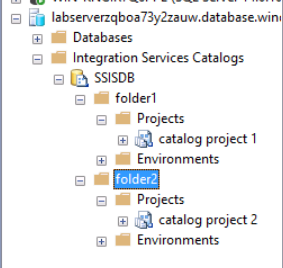 labserverzqboa73y2zauw.database.wind
Databases
Integration Services Catalogs
SSISDB
folder1
Projects
catalog project 1
Environments
folder2
Projects
catalog project 2
Environments